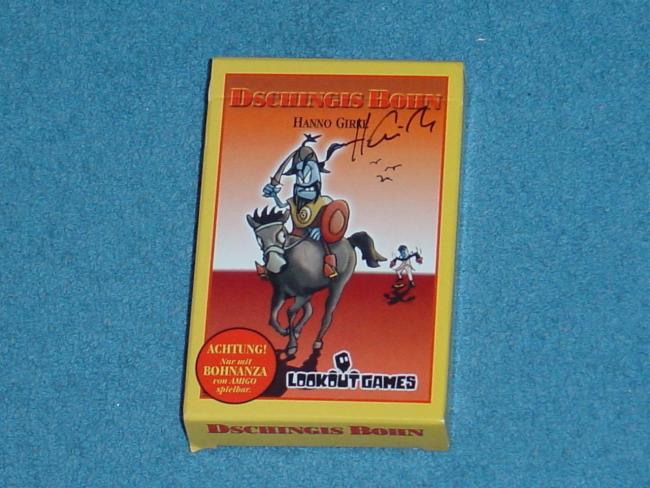 DSCHINGIS BOHN
HANNO GIRKE
ACHTUNG!
Nur mit
BOHNANZA
von AMIGO
spielbar.
LOOKOUT GAMES
DSCHINGIS BOHN